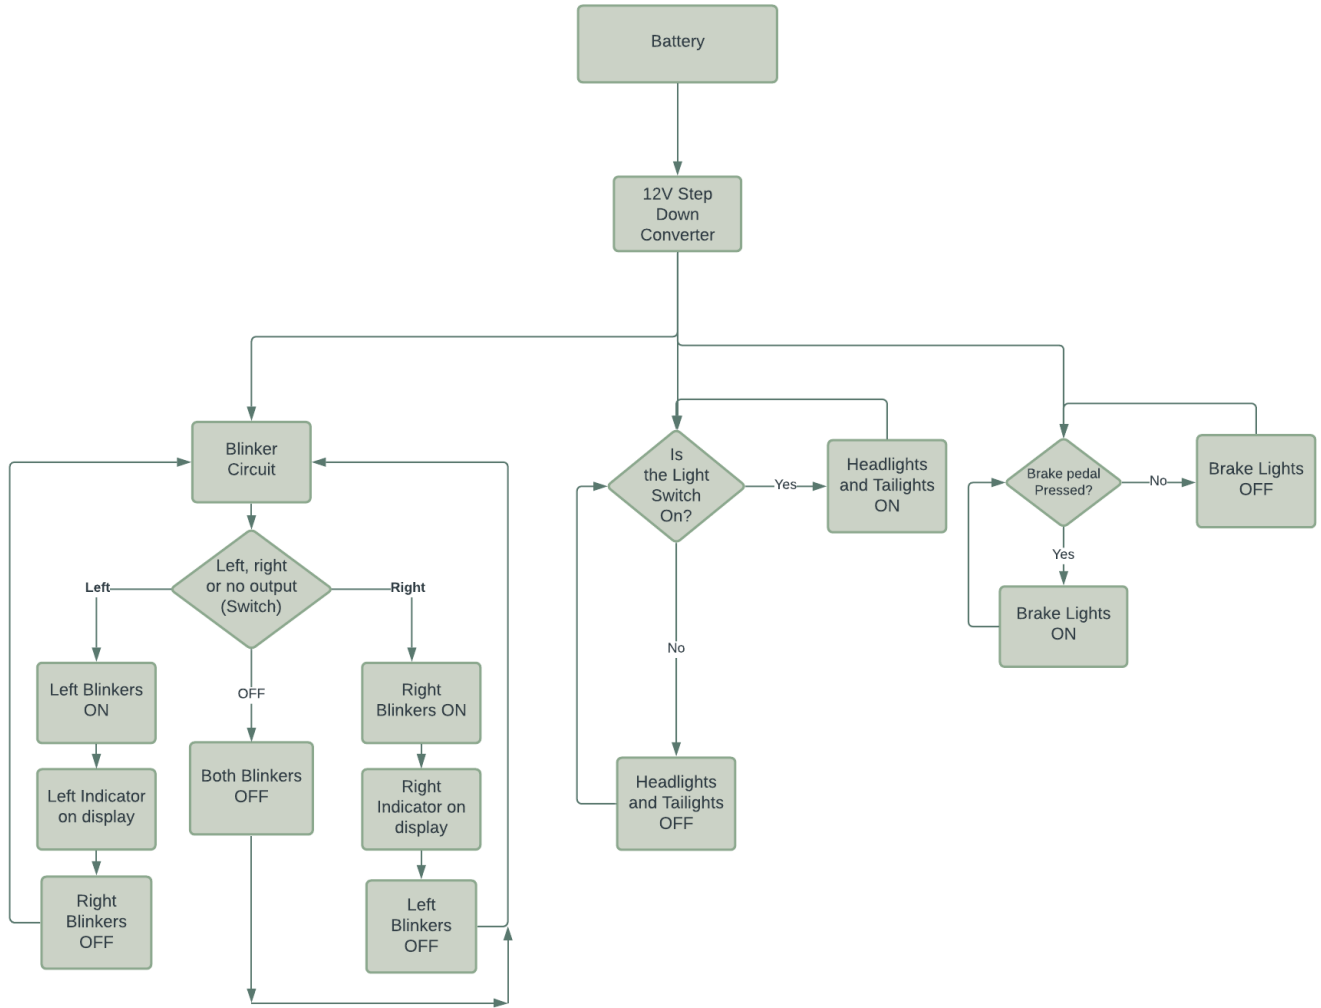 Battery
12V Step
Down
Converter
Blinker
Circuit
Left, right
or no output
(Switch)
Left
Right
OFF
Left Blinkers
ON
Left Indicator
on display
Right
Blinkers
OFF
Both Blinkers
OFF
Right
Blinkers ON
Right
Indicator on
display
Left
Blinkers
OFF
Is
the Light
Switch
On?
Yes
Headlights
and Tailights
ON
No
Headlights
and Tailights
OFF
Brake pedal
Pressed?
No
Brake Lights
OFF
Yes
Brake Lights
ON